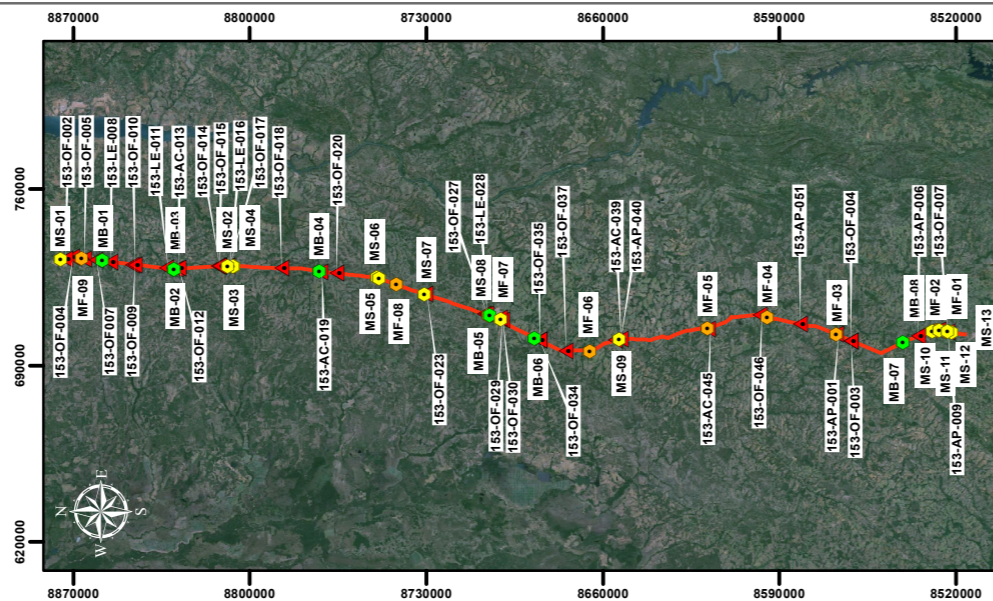 8870000 8800000 8730000 8660000 8590000 8520000
760000
690000
620000
MS-01
153-OF-002
153-OF-005
MB-01
153-LE-008
153-OF-010
153-LE-011
MB-03
153-AC-013
153-OF-014
153-OF-015
MS-02
153-LE-016
MS-04
153-OF-017
153-OF-018
MB-04
153-OF-020
MS-06
MS-07
153-OF-027
MS-08
153-LE-028
MF-07
153-OF-035
153-OF-037
MF-06
153-AC-039
153-AP-040
MF-05
MF-04
153-AP-051
MF-03
153-OF-004
MB-08
153-AP-006
MF-02
153-OF-007
MF-01
153-OF-004
MF-09
153-OF007
153-OF-009
MB-02
153-OF-012
MS-03
153-AC-019
MS-05
MF-08
153-OF-023
MB-05
153-OF-029
153-OF-030
MB-06
153-OF-034
MS-09
153-AC-045
153-OF-046
153-AP-001
153-OF-003
MB-07
MS-10
MS-11
153-AP-009
MS-12
MS-13
N
E
S
W
8870000 8800000 8730000 8660000 8590000 8520000